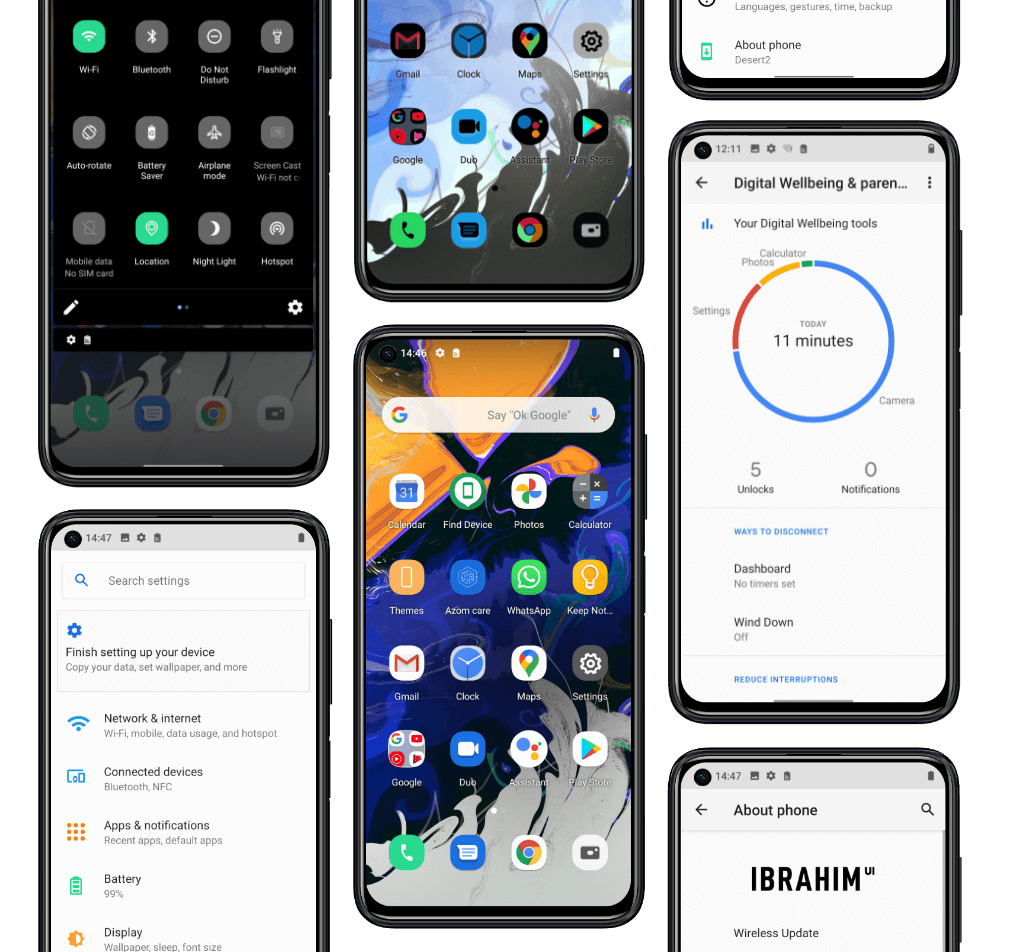 Wi-Fi
Bluetooth
Do Not
Disturb
Flashlight
Auto-rotate
Battery
Saver
Airplane
mode
Screen Cast
Wi-Fi not c
Mobile data
No SIM card
Location
Night Light
Hotspot
14:47
Search settings
Finish setting up your device
Copy your data, set wallpaper, and more
Network & internet
Wi-Fi, mobile, data usage, and hotspot
Connected devices
Bluetooth, NFC
Apps & notifications
Recent apps, default apps
Battery
99%
Display
Wallpaper, sleep, font size
Gmail
Clock
Maps
Settings
Google
Duo
Assistant
Play Store
14:46
Say "Ok Google"
31
Calendar
Find Device
Photos
Calculator
Themes
Azom care
WhatsApp
Keep Not...
Gmail
Clock
Maps
Settings
Google
Duo
Assistant
Play Store
Languages, gestures, time, backup
About phone
Desert2
12:11
Digital Wellbeing & paren...
Your Digital Wellbeing tools
Calculator
Photos
Settings
TODAY
11 minutes
Camera
5
Unlocks
0
Notifications
WAYS TO DISCONNECT
Dashboard
No timers set
Wind Down
Off
REDUCE INTERRUPTIONS
14:47
About phone
IBRAHIM UI
Wireless Update